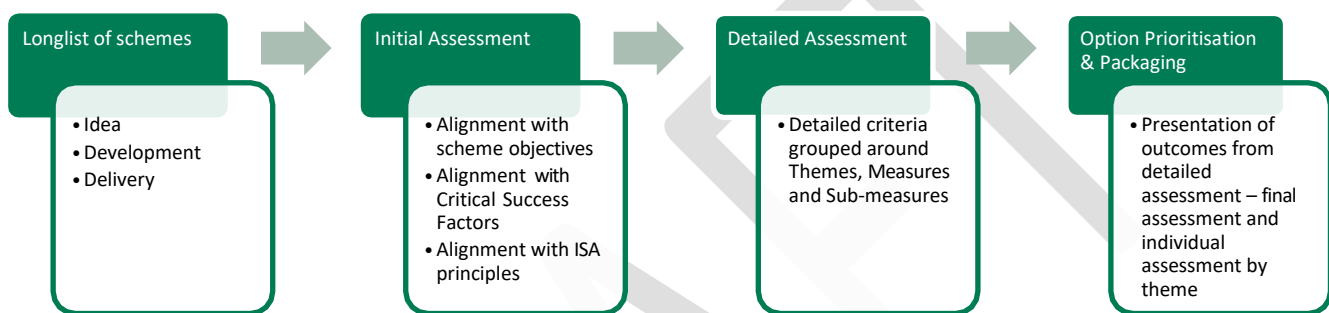 Longlist of schemes
• Idea
• Development
• Delivery
Initial Assessment
• Alignment with
scheme objectives
• Alignment with
Critical Success
Factors
• Alignment with ISA
principles
Detailed Assessment
• Detailed criteria
grouped around
Themes, Measures
and Sub-measures
Option Prioritisation
& Packaging
• Presentation of
outcomes from
detailed
assessment – final
assessment and
individual
assessment by
theme